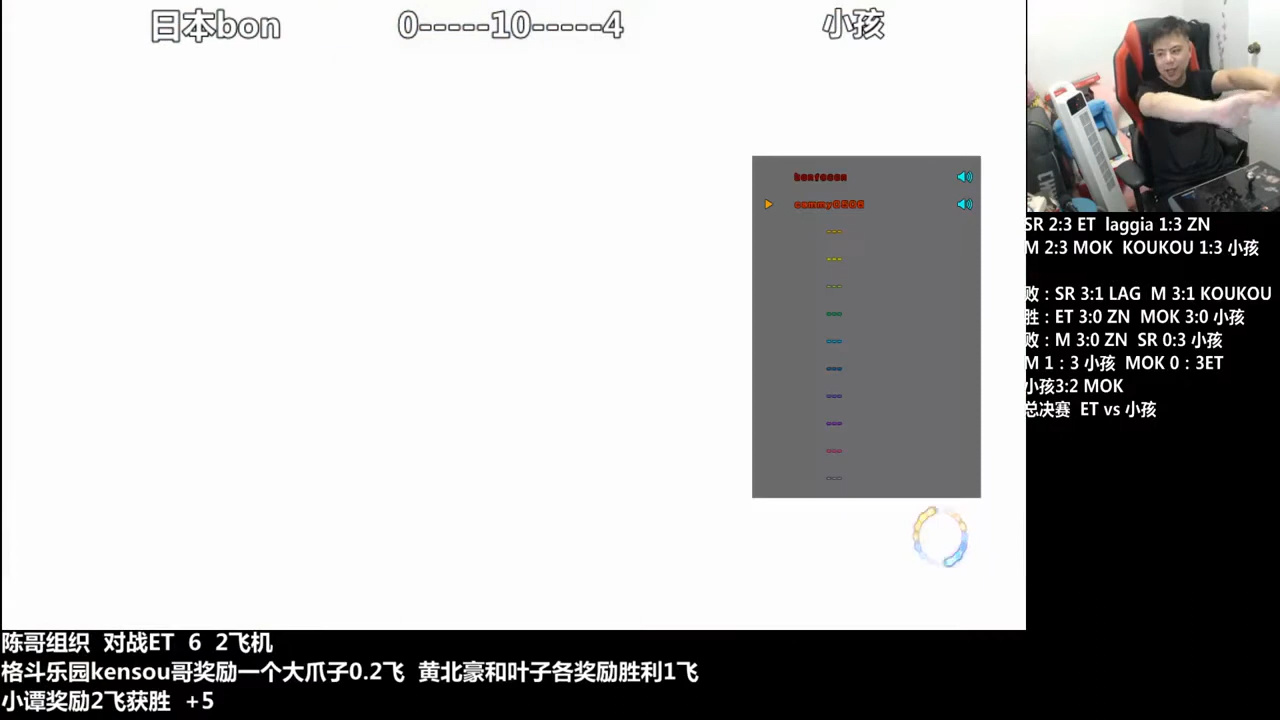 日本bon 0-----10-----4 小孩
bonfocon
cammy0506
---
---
---
---
---
---
---
---
---
---
SR 2:3 ET laggia 1:3 ZN
M 2:3 MOK KOUKOU 1:3 小孩
败：SR 3:1 LAG M 3:1 KOUKOU
胜：ET 3:0 ZN MOK 3:0 小孩
败：M 3:0 ZN SR 0:3 小孩
M 1：3 小孩 MOK 0：3ET
小孩3:2 MOK
总决赛 ET vs 小孩
陈哥组织 对战ET 6 2飞机
格斗乐园kensou哥奖励一个大爪子0.2飞 黄北豪和叶子各奖励胜利1飞
小谭奖励2飞获胜 +5